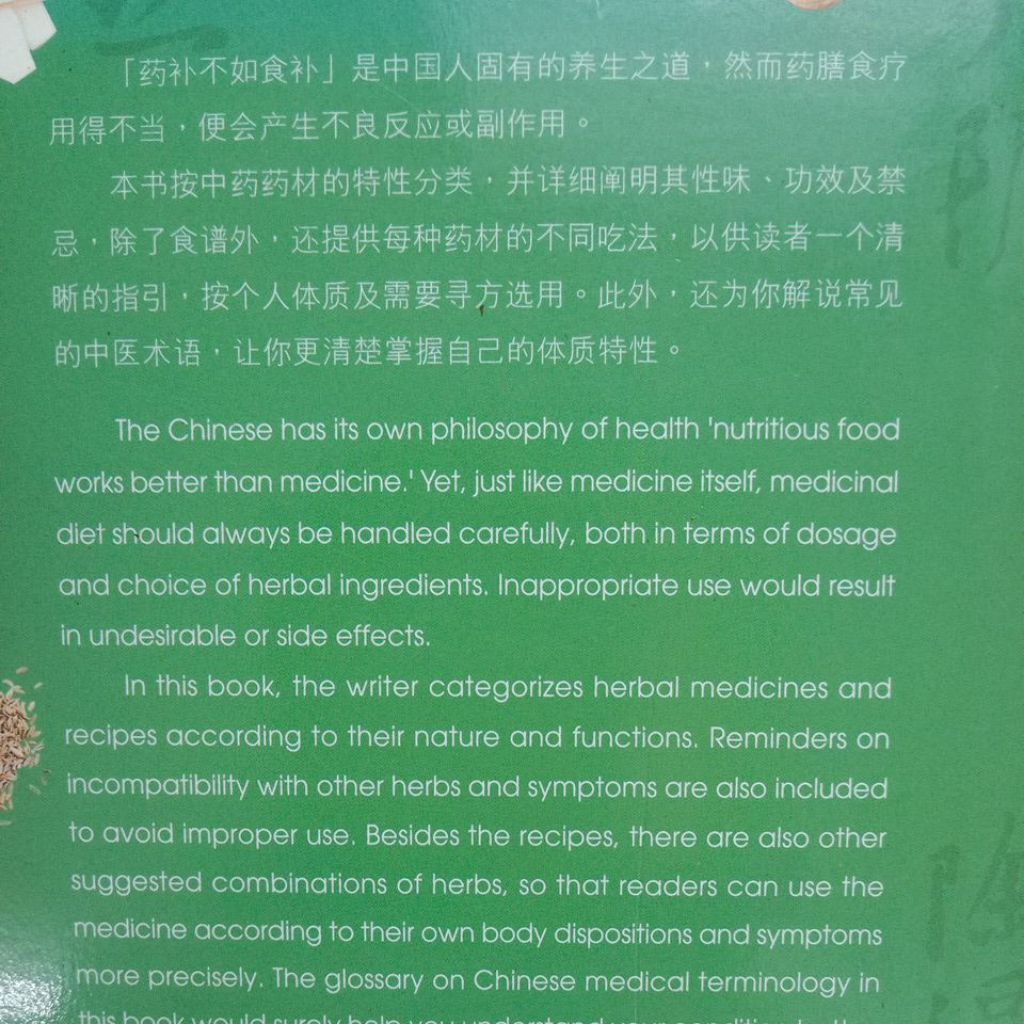 「药补不如食补」是中国人固有的养生之道，然而药膳食疗
用得不当，便会产生不良反应或副作用。
本书按中药药材的特性分类，并详细阐明其性味、功效及禁
忌，除了食谱外，还提供每种药材的不同吃法，以供读者一个清
晰的指引，按个人体质及需要寻方选用。此外，还为你解说常见
的中医术语，让你更清楚掌握自己的体质特性。
The Chinese has its own philosophy of health 'nutritious food
works better than medicine.' Yet, just like medicine itself, medicinal
diet should always be handled carefully, both in terms of dosage
and choice of herbal ingredients. Inappropriate use would result
in undesirable or side effects.
In this book, the writer categorizes herbal medicines and
recipes according to their nature and functions. Reminders on
incompatibility with other herbs and symptoms are also included
to avoid improper use. Besides the recipes, there are also other
suggested combinations of herbs, so that readers can use the
medicine according to their own body dispositions and symptoms
more precisely. The glossary on Chinese medical terminology in
this book would surely help you understand your